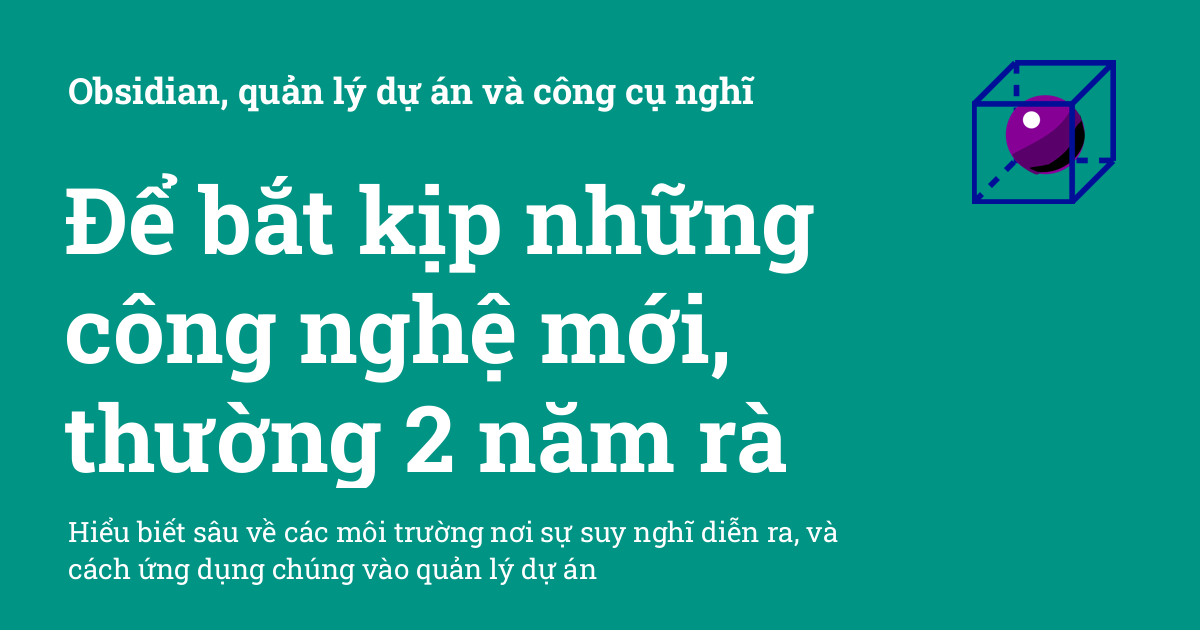 Obsidian, quản lý dự án và công cụ nghĩ
Để bắt kịp những
công nghệ mới,
thường 2 năm rà
Hiểu biết sâu về các môi trường nơi sự suy nghĩ diễn ra, và
cách ứng dụng chúng vào quản lý dự án